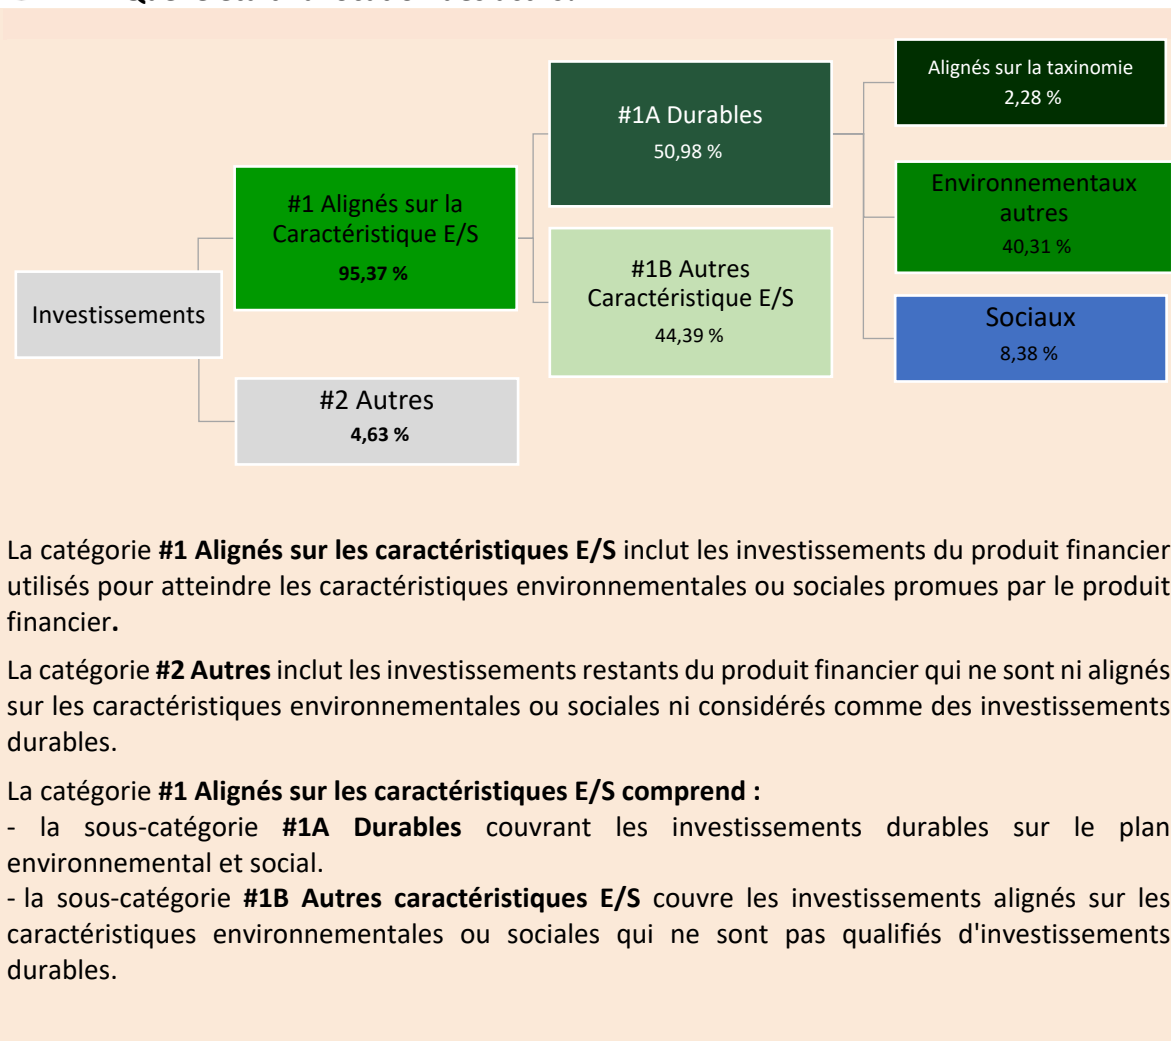 Investissements
#1 Alignés sur la
Caractéristique E/S
95,37 %
#2 Autres
4,63 %
#1A Durables
50,98 %
#1B Autres
Caractéristique E/S
44,39 %
Alignés sur la taxinomie
2,28 %
Environnementaux
autres
40,31 %
Sociaux
8,38 %
La catégorie #1 Alignés sur les caractéristiques E/S inclut les investissements du produit financier
utilisés pour atteindre les caractéristiques environnementales ou sociales promues par le produit
financier.
La catégorie #2 Autres inclut les investissements restants du produit financier qui ne sont ni alignés
sur les caractéristiques environnementales ou sociales ni considérés comme des investissements
durables.
La catégorie #1 Alignés sur les caractéristiques E/S comprend :
- la sous-catégorie #1A Durables couvrant les investissements durables sur le plan
environnemental et social.
- la sous-catégorie #1B Autres caractéristiques E/S couvre les investissements alignés sur les
caractéristiques environnementales ou sociales qui ne sont pas qualifiés d'investissements
durables.